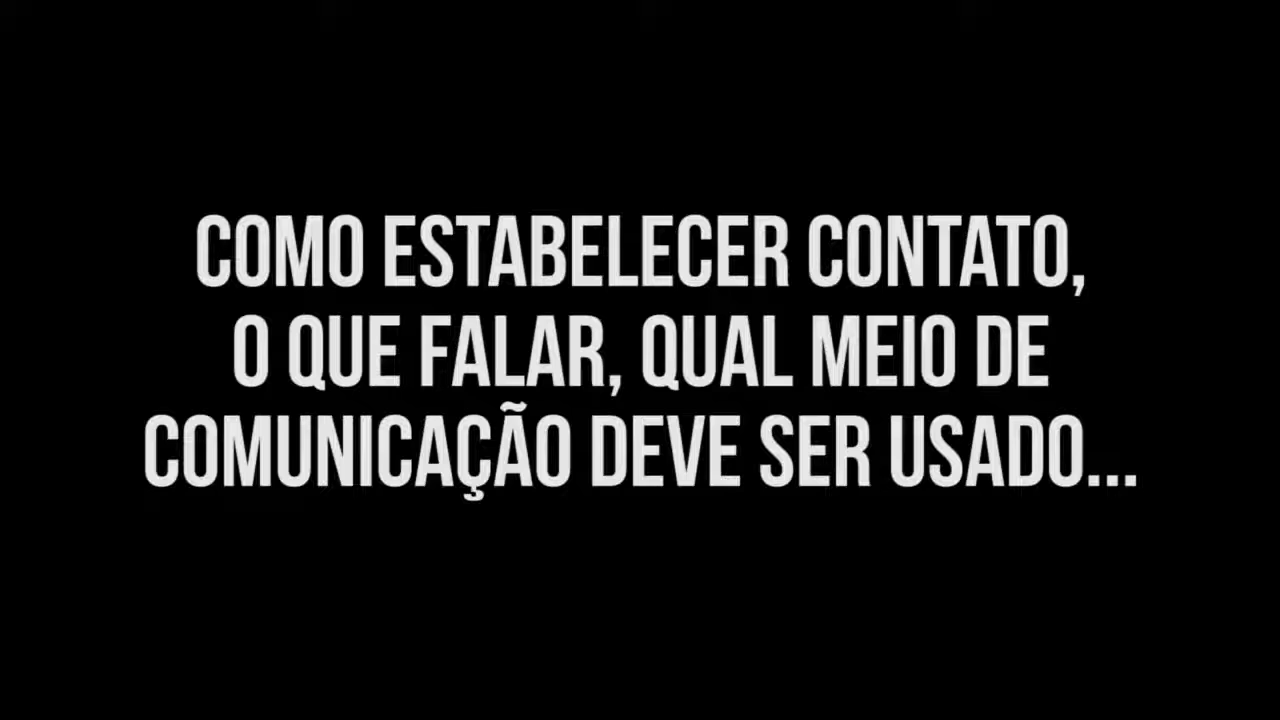 COMO ESTABELECER CONTATO,
O QUE FALAR, QUAL MEIO DE
COMUNICAÇÃO DEVE SER USADO...